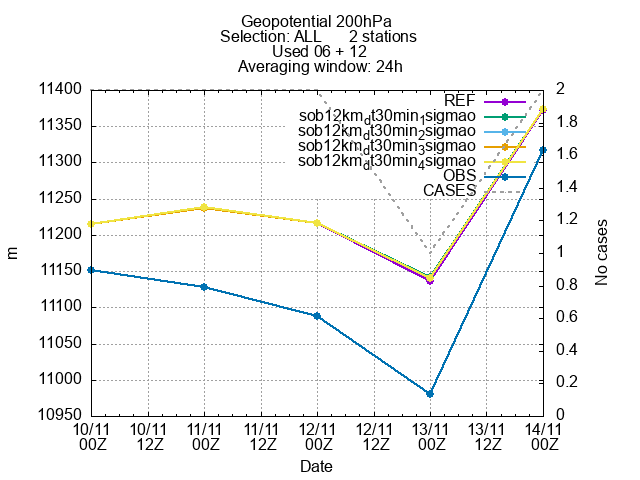 Geopotential 200hPa
Selection: ALL 2 stations
Used 06 + 12
Averaging window: 24h
REF
sob12km_dt30min_1sigmao
sob12km_dt30min_2sigmao
sob12km_dt30min_3sigmao
sob12km_dt30min_4sigmao
OBS
CASES
11400
11350
11300
11250
11200
11150
11100
11050
11000
10950
m
2
1.8
1.6
1.4
1.2
1
0.8
0.6
0.4
0.2
0
No cases
10/11 10/11 11/11 11/11 12/11 12/11 13/11 13/11 14/11
00Z 12Z 00Z 12Z 00Z 12Z 00Z 12Z 00Z
Date